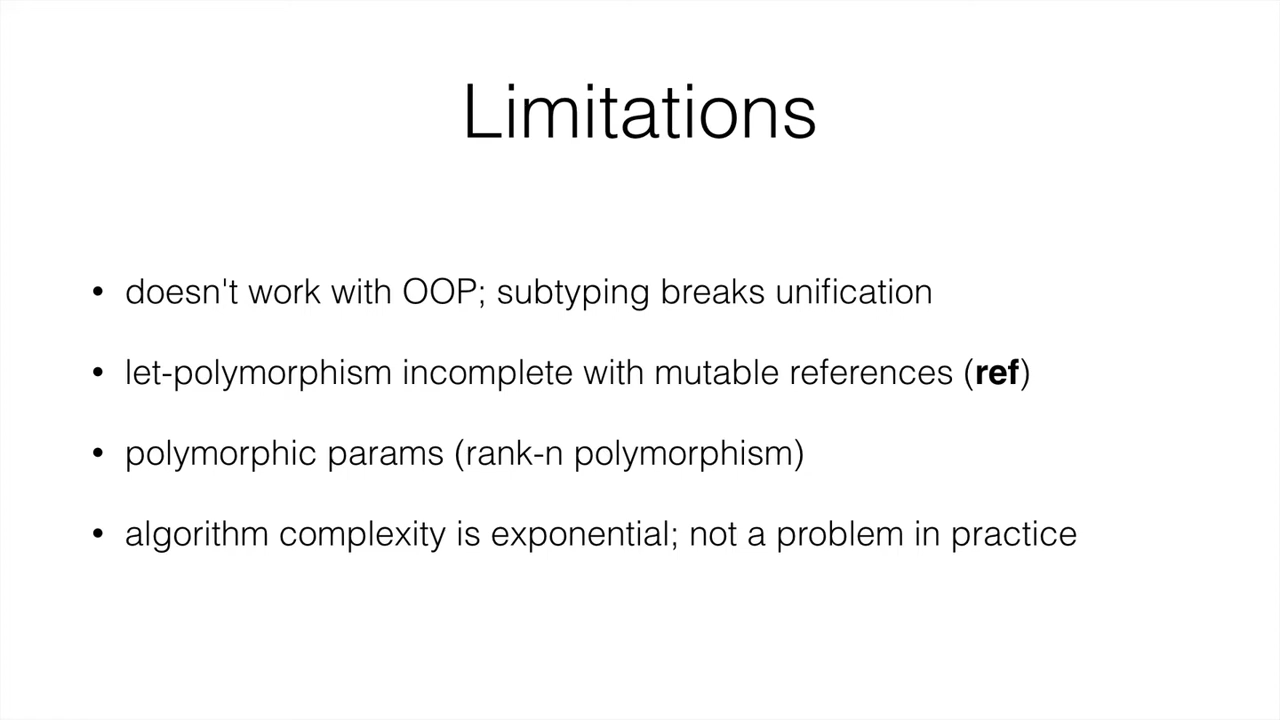 Limitations
• doesn't work with OOP; subtyping breaks unification
• let-polymorphism incomplete with mutable references (ref)
• polymorphic params (rank-n polymorphism)
• algorithm complexity is exponential; not a problem in practice